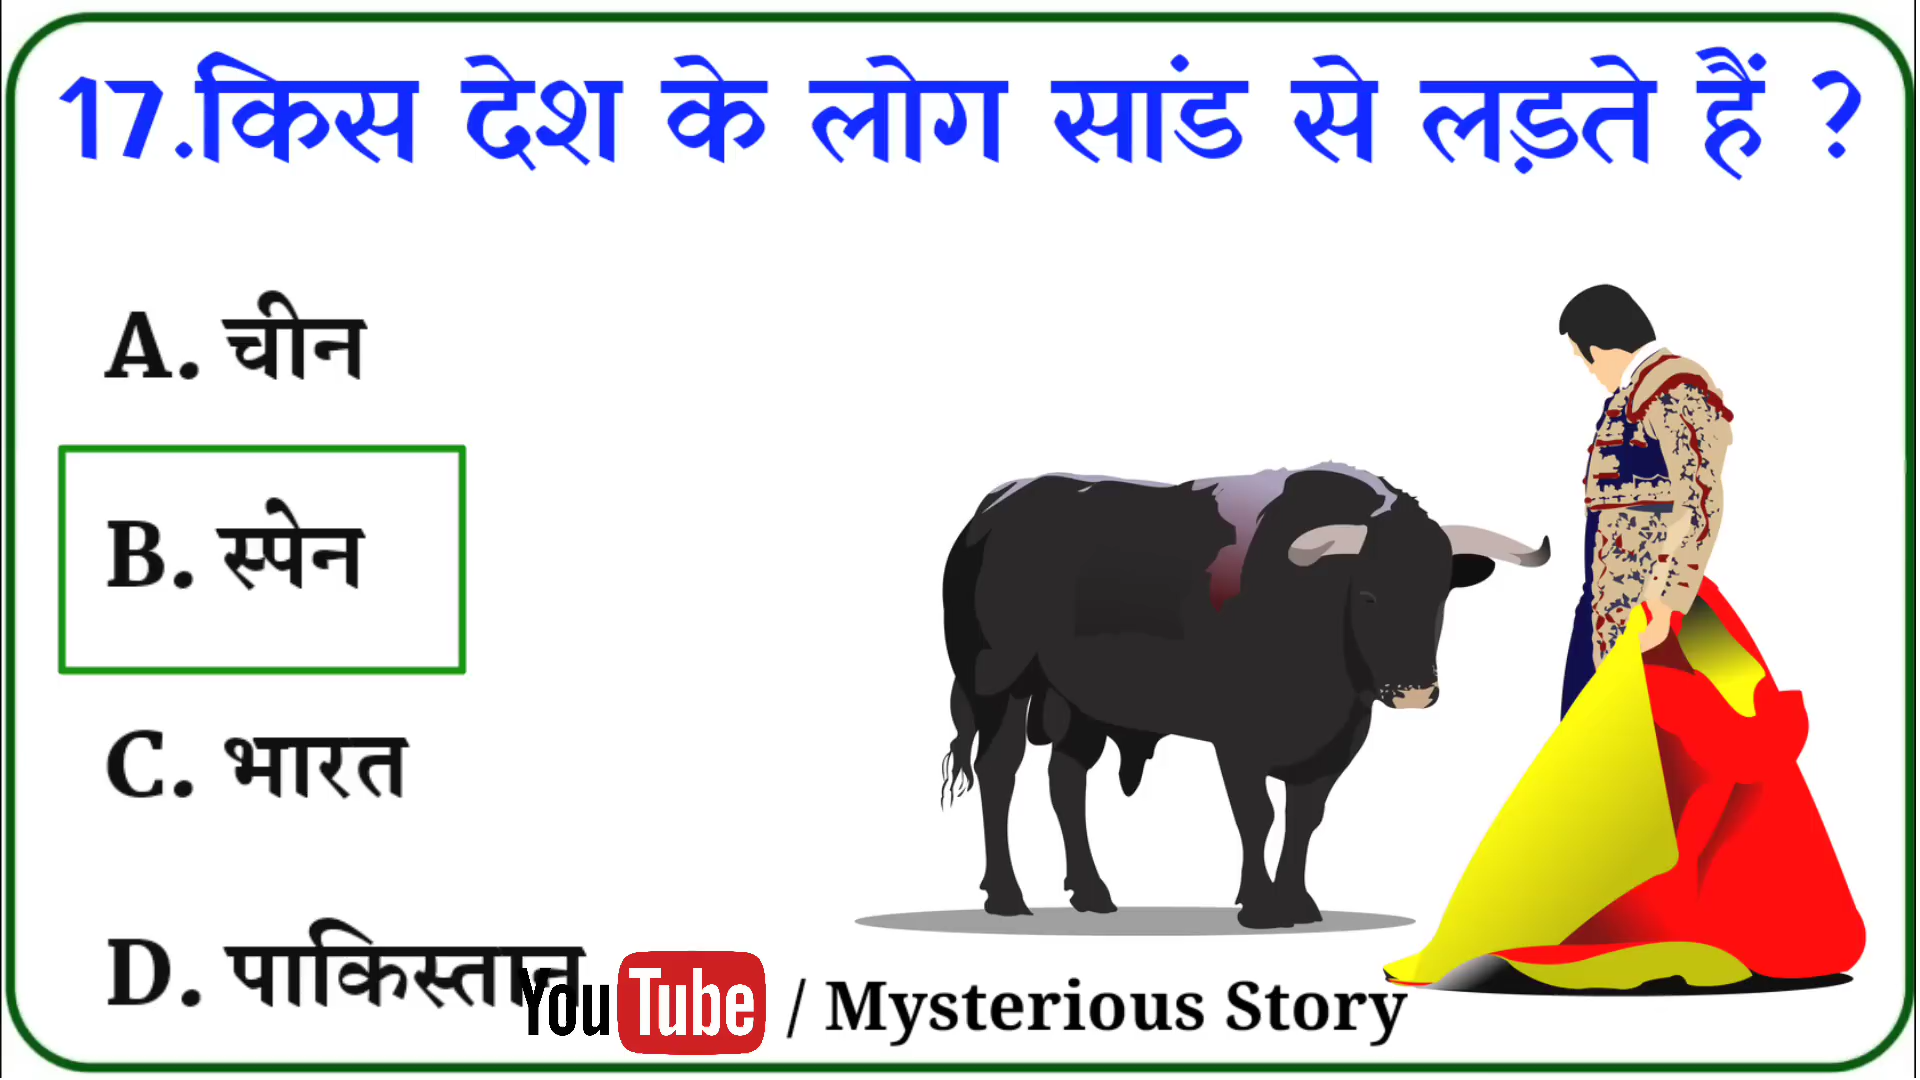 17.किस देश के लोग सांड से लड़ते हैं ?
A. चीन
B. स्पेन
C. भारत
D. पाकिस्तान
YouTube / Mysterious Story